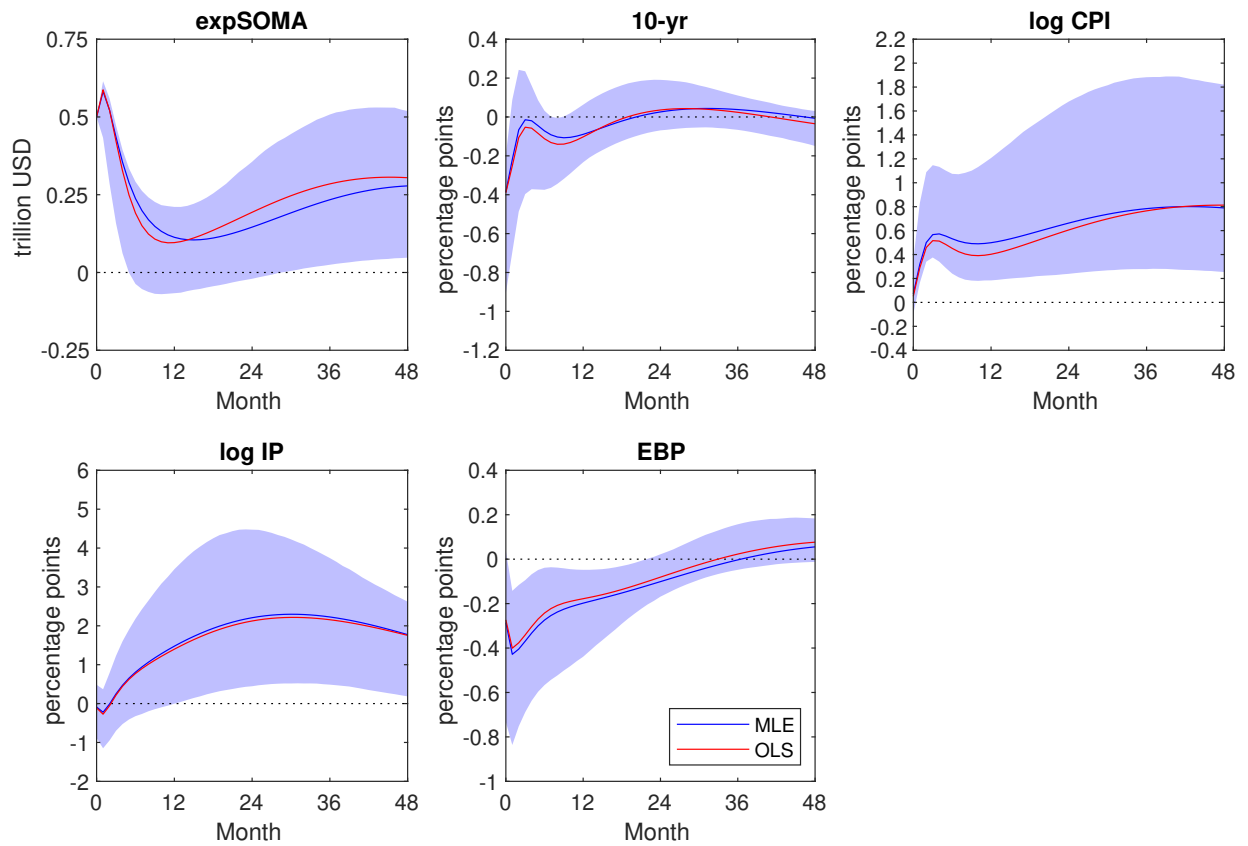 expSOMA
0.75
0.5
0.25
0
-0.25
trillion USD
0 12 24 36 48
Month
10-yr
0.4
0.2
0
-0.2
-0.4
-0.6
-0.8
-1
-1.2
percentage points
0 12 24 36 48
Month
log CPI
2.2
2
1.8
1.6
1.4
1.2
1
0.8
0.6
0.4
0.2
0
-0.2
-0.4
percentage points
0 12 24 36 48
Month
log IP
6
5
4
3
2
1
0
-1
-2
percentage points
0 12 24 36 48
Month
EBP
0.4
0.2
0
-0.2
-0.4
-0.6
-0.8
-1
percentage points
0 12 24 36 48
Month
MLE
OLS